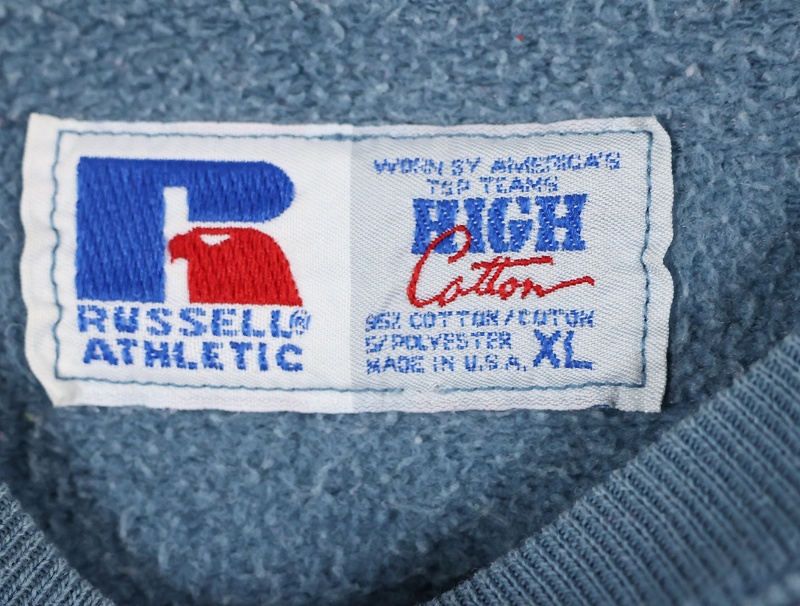 RUSSELL®
ATHLETIC
WORN BY AMERICA'S
TOP TEAMS
HIGH
Cotton
95% COTTON/COTON
5/POLYESTER
MADE IN U.S.A. XL